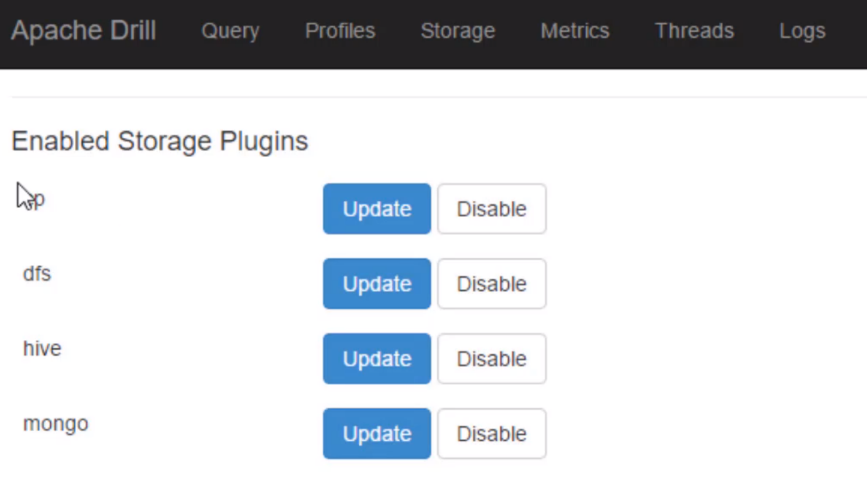 Apache Drill Query Profiles Storage Metrics Threads Logs
Enabled Storage Plugins
Update Disable
dfs Update Disable
hive Update Disable
mongo Update Disable